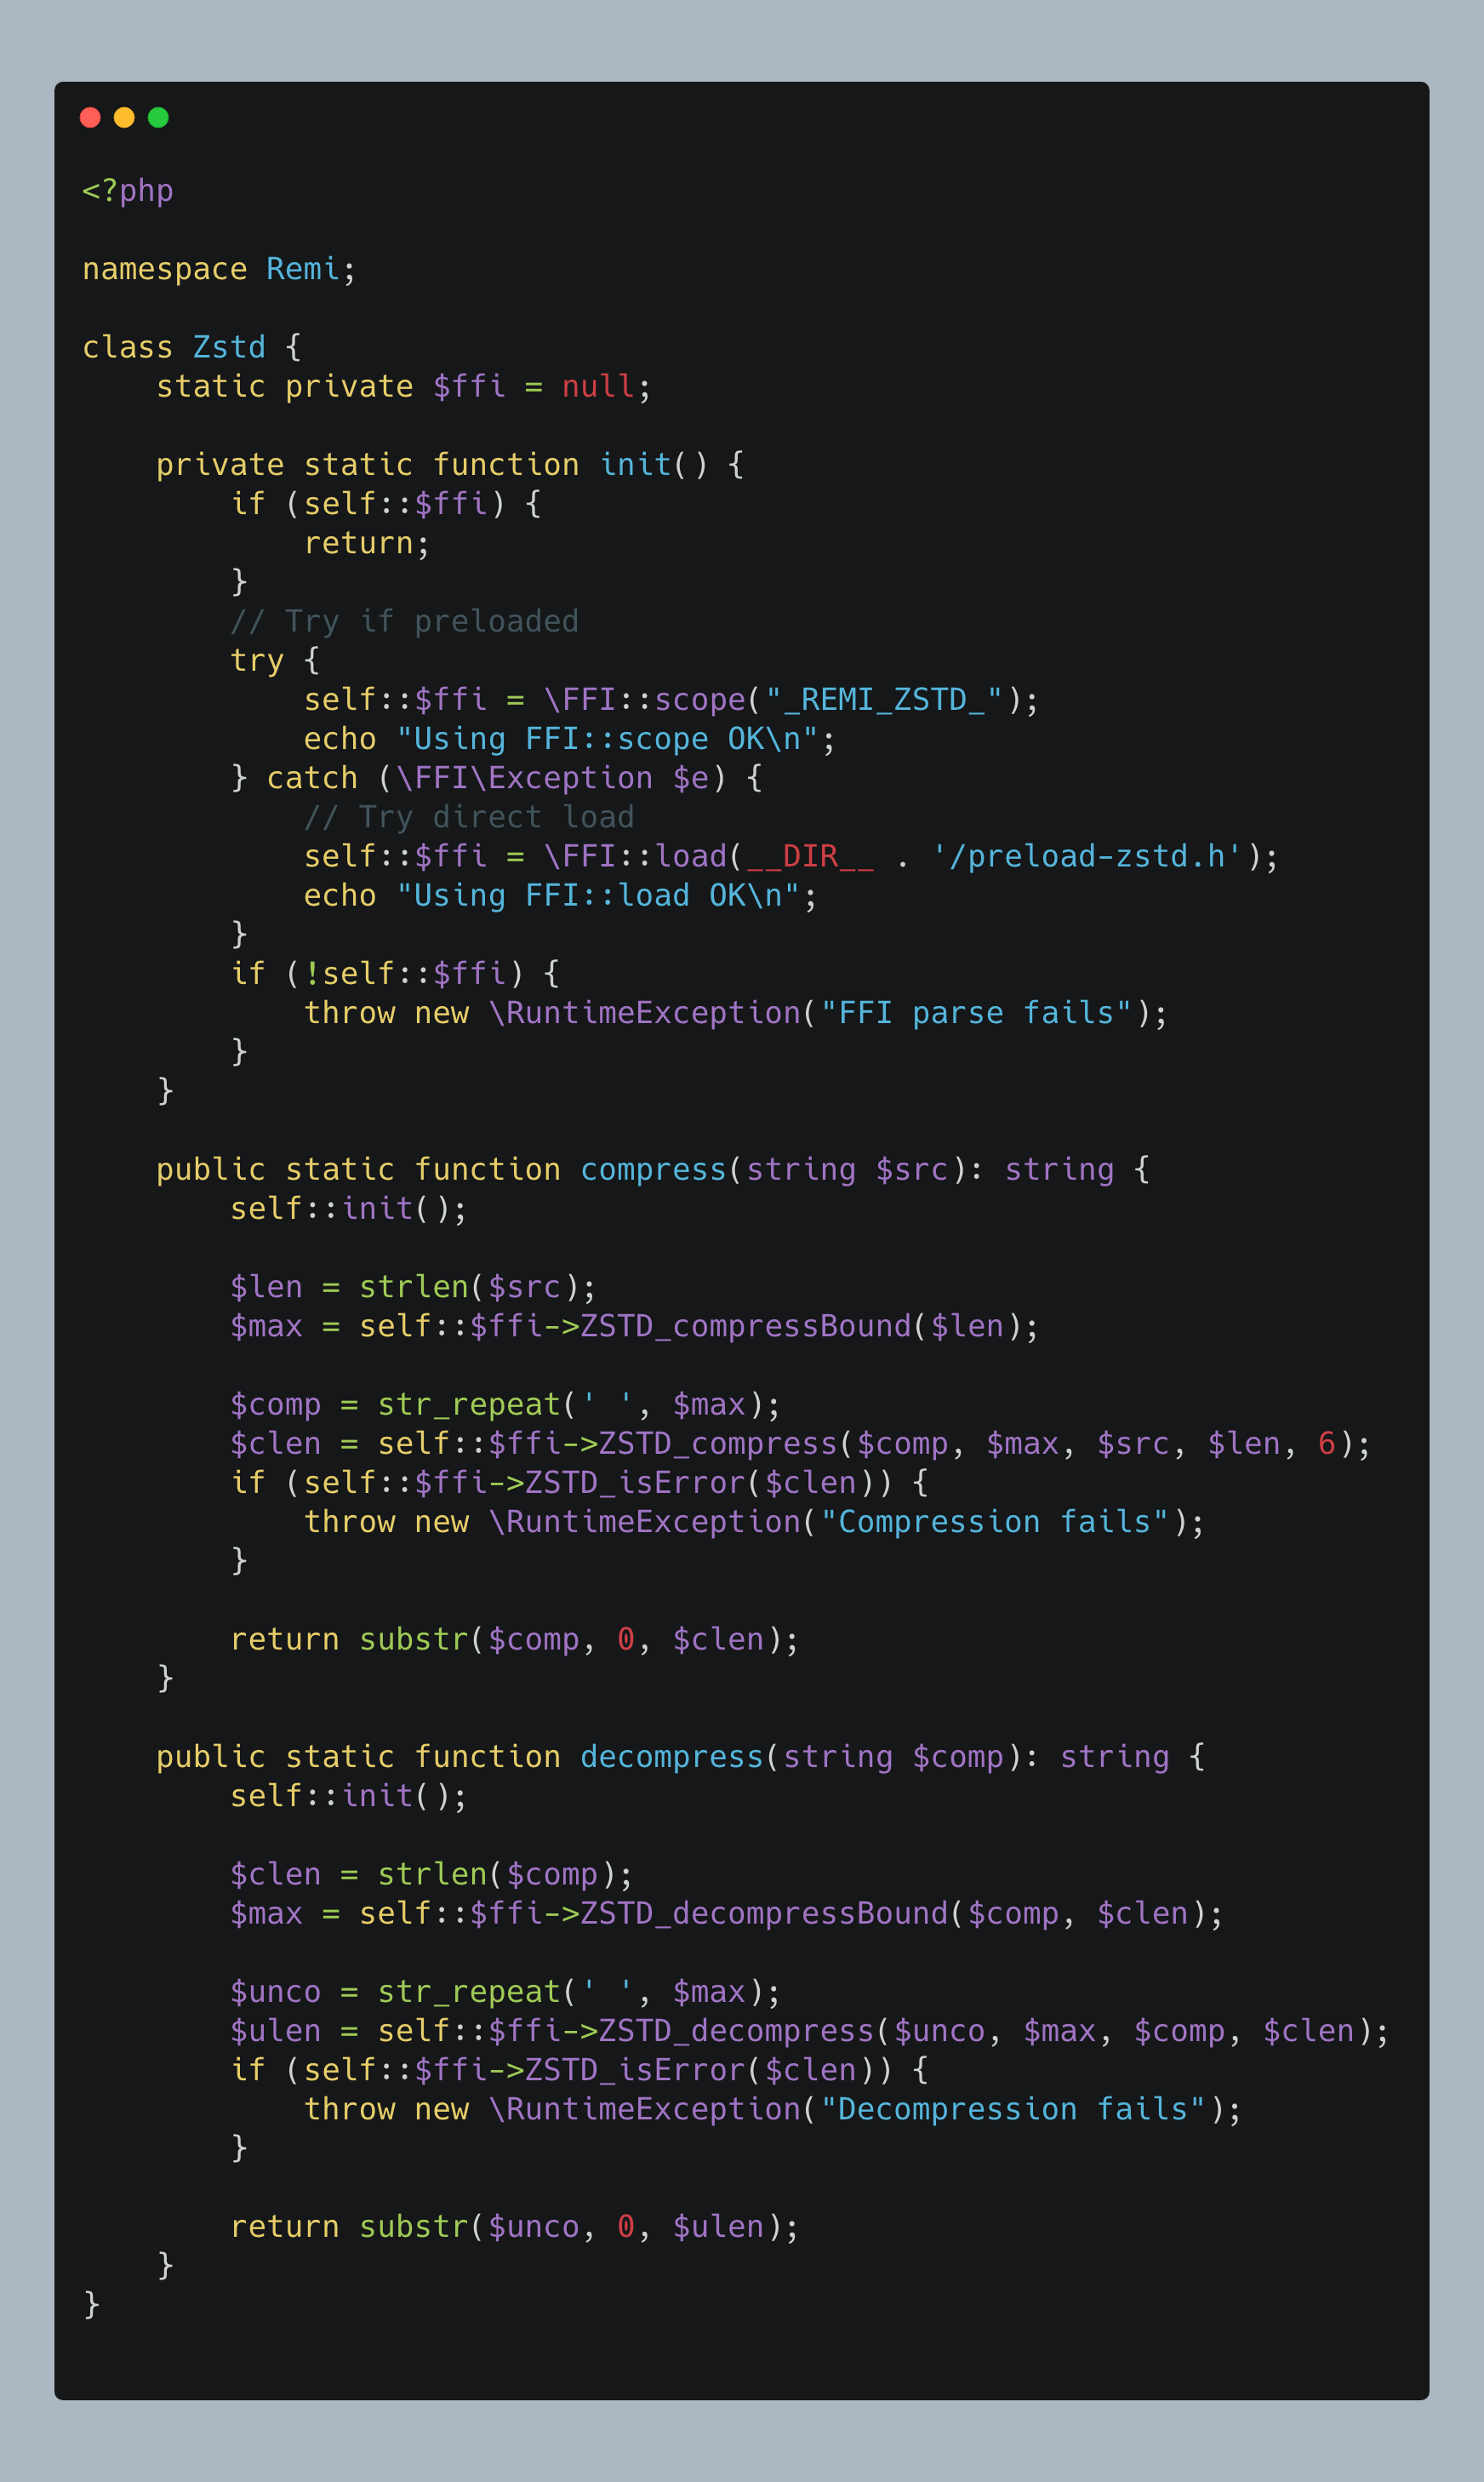 <?php

namespace Remi;

class Zstd {
    static private $ffi = null;

    private static function init() {
        if (self::$ffi) {
            return;
        }
        // Try if preloaded
        try {
            self::$ffi = \FFI::scope("_REMI_ZSTD_");
            echo "Using FFI::scope OK\n";
        } catch (\FFI\Exception $e) {
            // Try direct load
            self::$ffi = \FFI::load(__DIR__ . '/preload-zstd.h');
            echo "Using FFI::load OK\n";
        }
        if (!self::$ffi) {
            throw new \RuntimeException("FFI parse fails");
        }
    }

    public static function compress(string $src): string {
        self::init();

        $len = strlen($src);
        $max = self::$ffi->ZSTD_compressBound($len);

        $comp = str_repeat(' ', $max);
        $clen = self::$ffi->ZSTD_compress($comp, $max, $src, $len, 6);
        if (self::$ffi->ZSTD_isError($clen)) {
            throw new \RuntimeException("Compression fails");
        }

        return substr($comp, 0, $clen);
    }

    public static function decompress(string $comp): string {
        self::init();

        $clen = strlen($comp);
        $max = self::$ffi->ZSTD_decompressBound($comp, $clen);

        $unco = str_repeat(' ', $max);
        $ulen = self::$ffi->ZSTD_decompress($unco, $max, $comp, $clen);
        if (self::$ffi->ZSTD_isError($clen)) {
            throw new \RuntimeException("Decompression fails");
        }

        return substr($unco, 0, $ulen);
    }
}